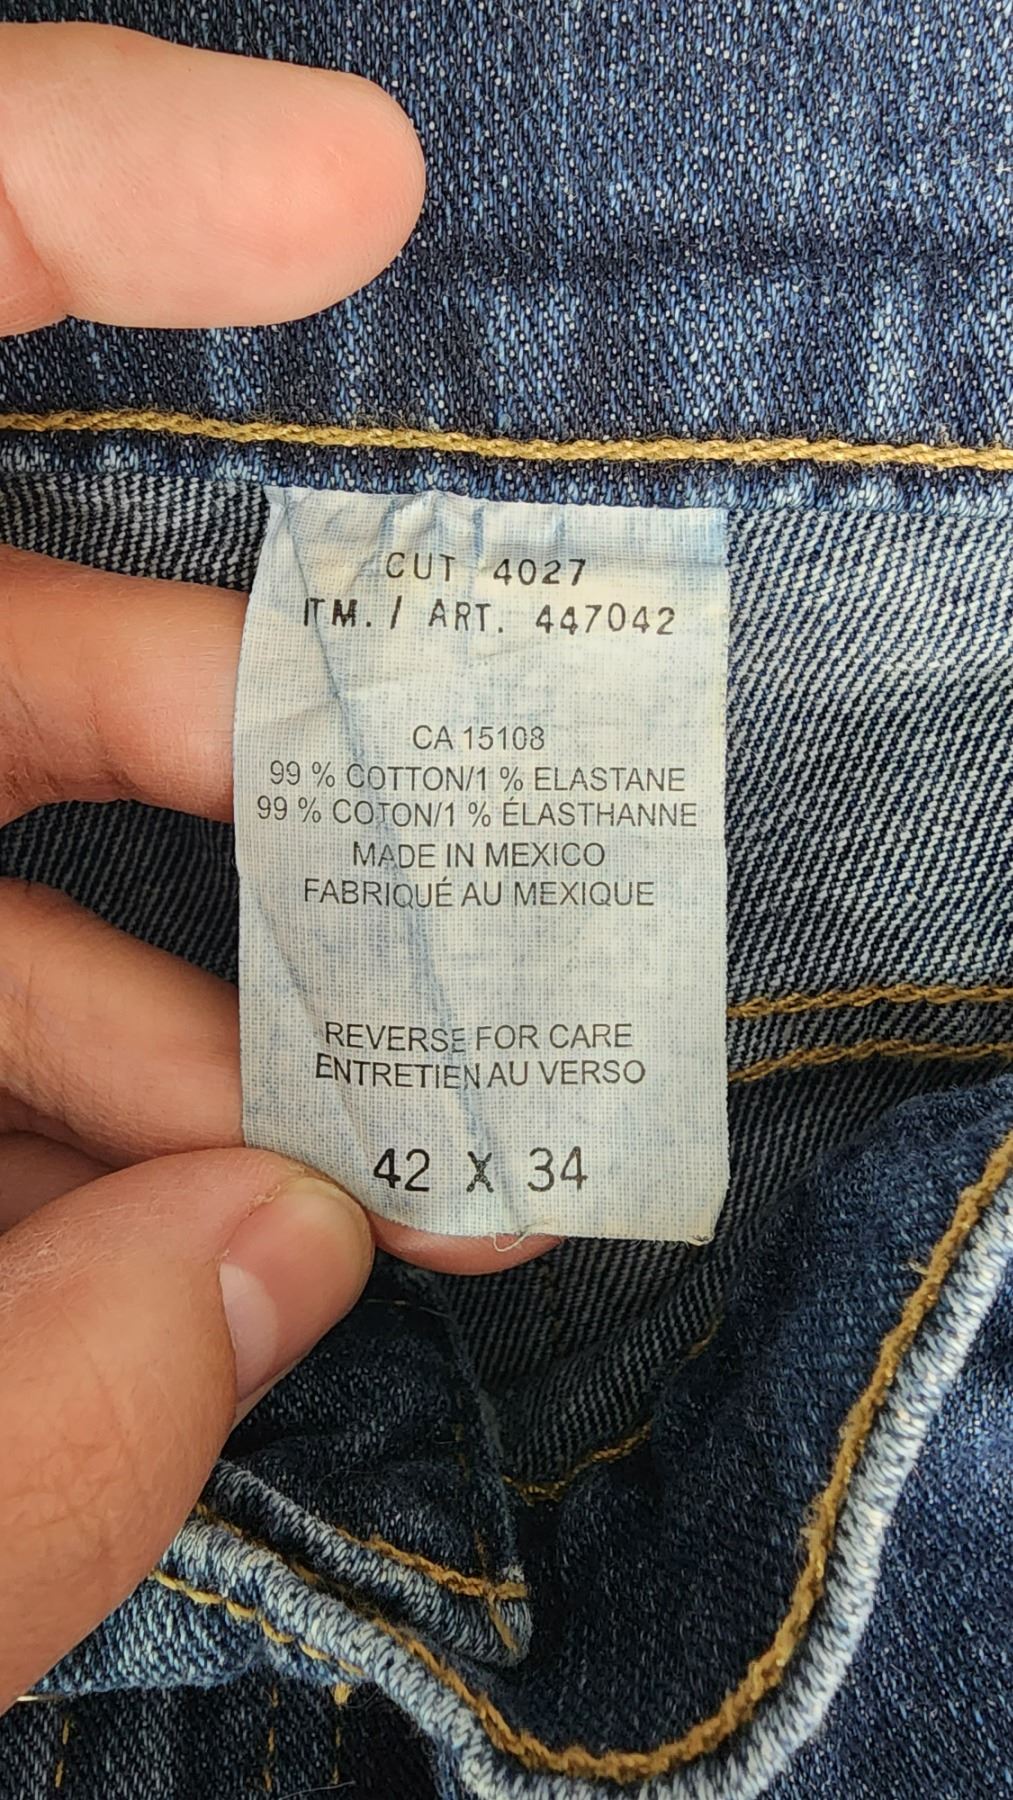 CUT 4027
ITM. / ART. 447042
CA 15108
99 % COTTON/1 % ELASTANE
99 % COTON/1 % ÉLASTHANNE
MADE IN MEXICO
FABRIQUÉ AU MEXIQUE
REVERSE FOR CARE
ENTRETIEN AU VERSO
42 X 34